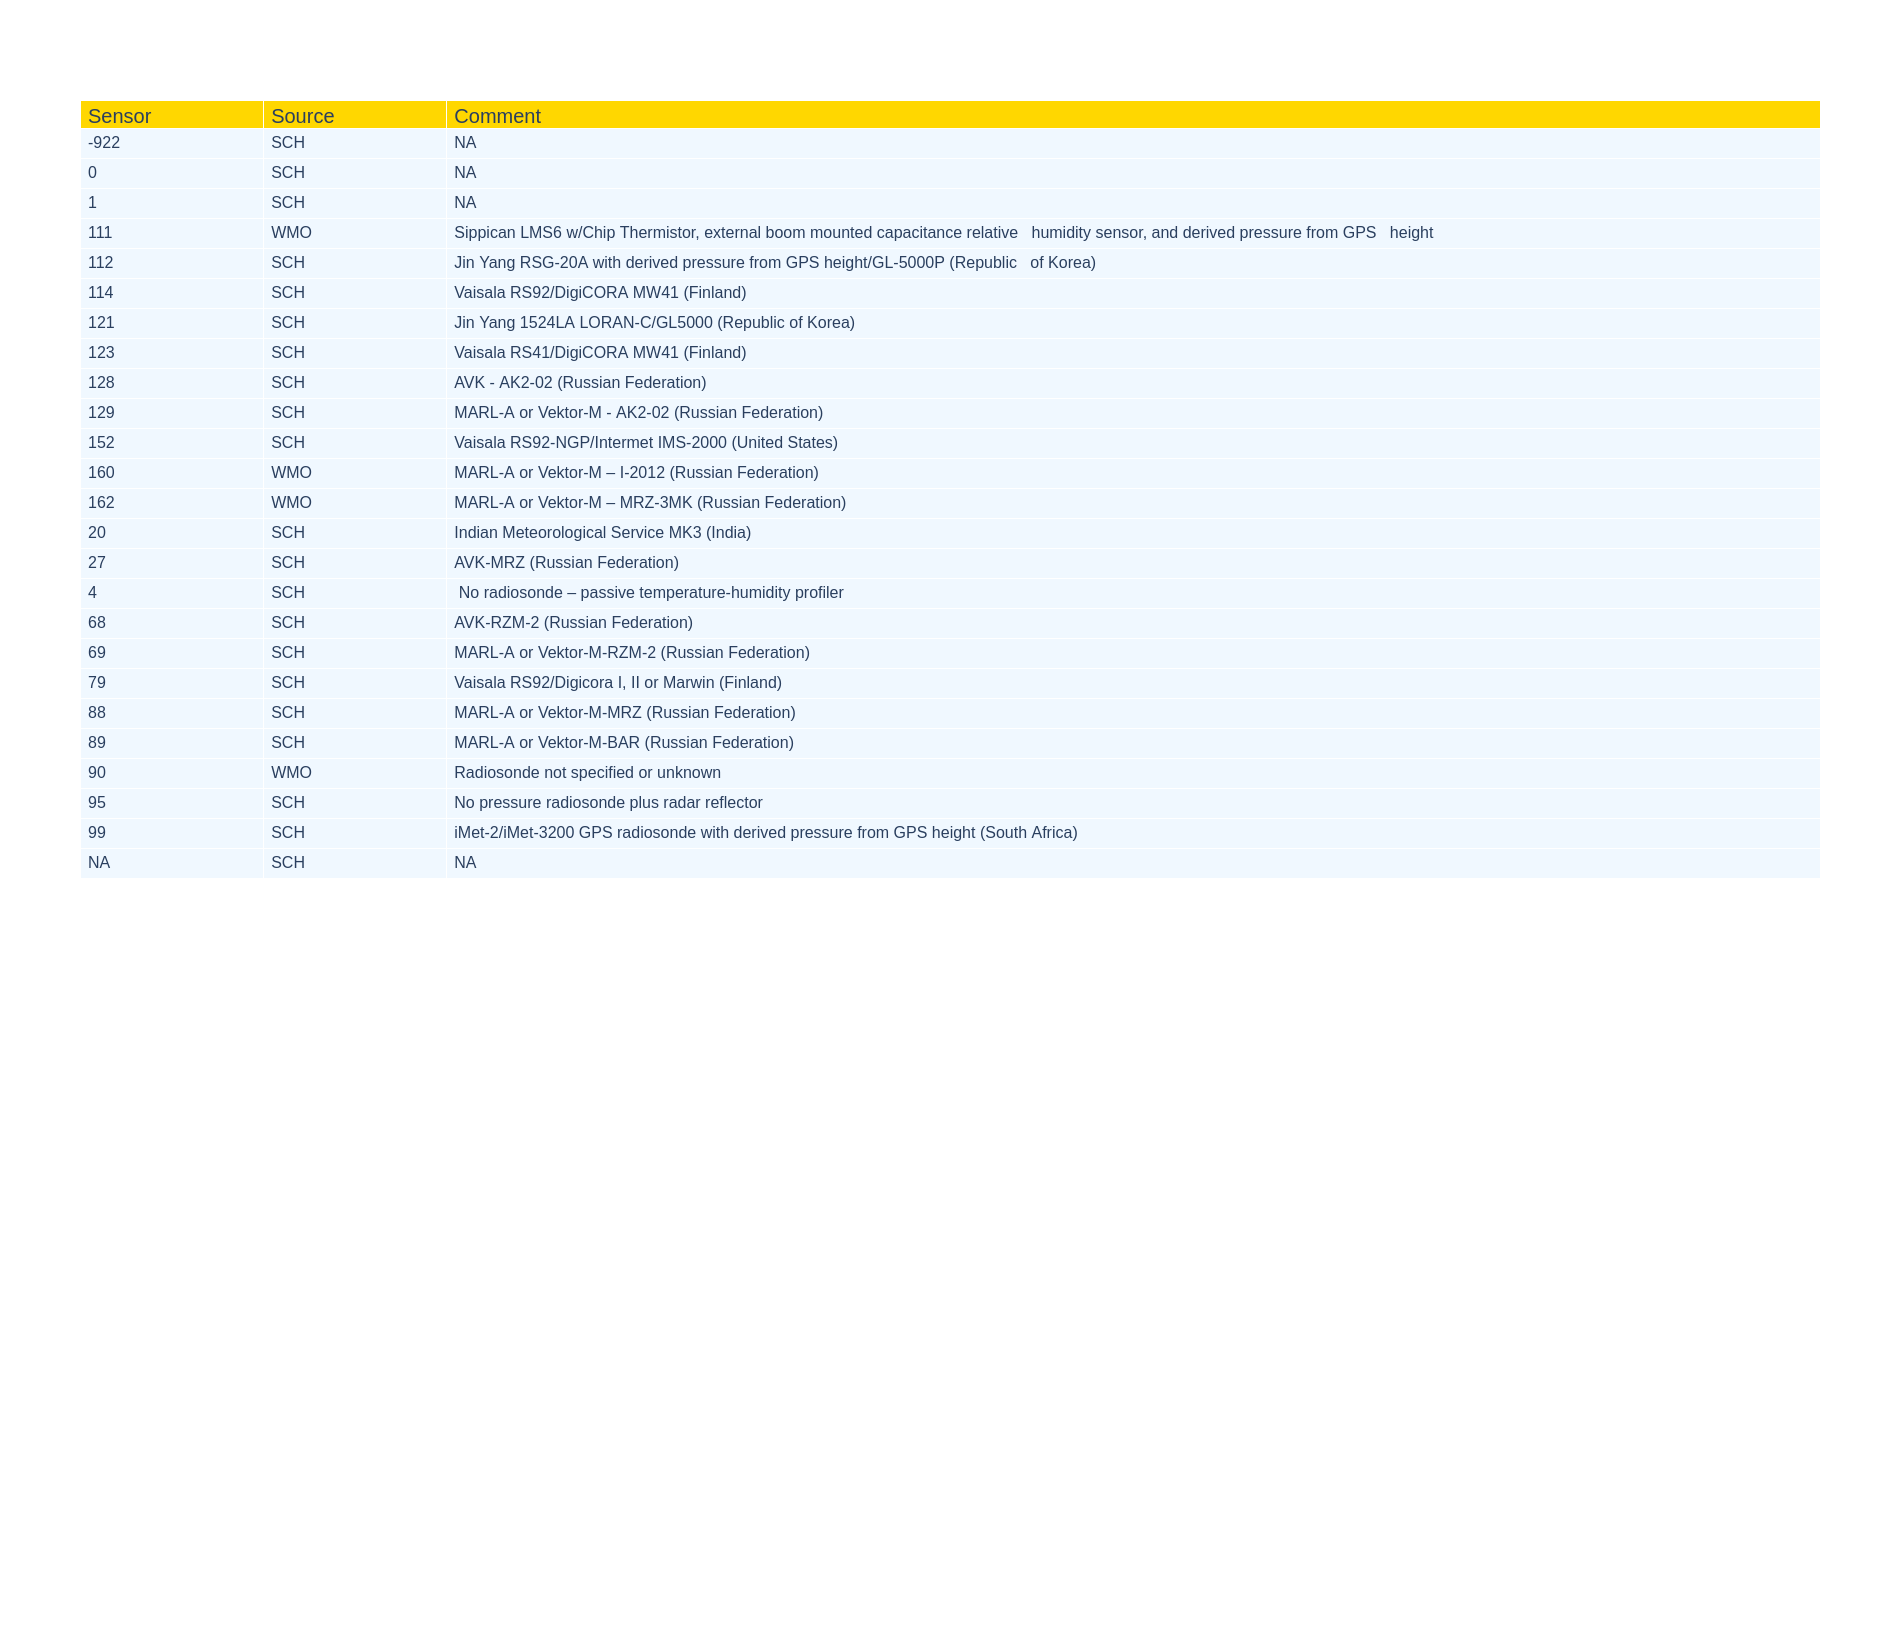 Sensor Source Comment
-922 SCH NA
0 SCH NA
1 SCH NA
111 WMO Sippican LMS6 w/Chip Thermistor, external boom mounted capacitance relative   humidity sensor, and derived pressure from GPS   height
112 SCH Jin Yang RSG-20A with derived pressure from GPS height/GL-5000P (Republic   of Korea)
114 SCH Vaisala RS92/DigiCORA MW41 (Finland)
121 SCH Jin Yang 1524LA LORAN-C/GL5000 (Republic of Korea)
123 SCH Vaisala RS41/DigiCORA MW41 (Finland)
128 SCH AVK - AK2-02 (Russian Federation)
129 SCH MARL-A or Vektor-M - AK2-02 (Russian Federation)
152 SCH Vaisala RS92-NGP/Intermet IMS-2000 (United States)
160 WMO MARL-A or Vektor-M – I-2012 (Russian Federation)
162 WMO MARL-A or Vektor-M – MRZ-3MK (Russian Federation)
20 SCH Indian Meteorological Service MK3 (India)
27 SCH AVK-MRZ (Russian Federation)
4 SCH No radiosonde – passive temperature-humidity profiler
68 SCH AVK-RZM-2 (Russian Federation)
69 SCH MARL-A or Vektor-M-RZM-2 (Russian Federation)
79 SCH Vaisala RS92/Digicora I, II or Marwin (Finland)
88 SCH MARL-A or Vektor-M-MRZ (Russian Federation)
89 SCH MARL-A or Vektor-M-BAR (Russian Federation)
90 WMO Radiosonde not specified or unknown
95 SCH No pressure radiosonde plus radar reflector
99 SCH iMet-2/iMet-3200 GPS radiosonde with derived pressure from GPS height (South Africa)
NA SCH NA